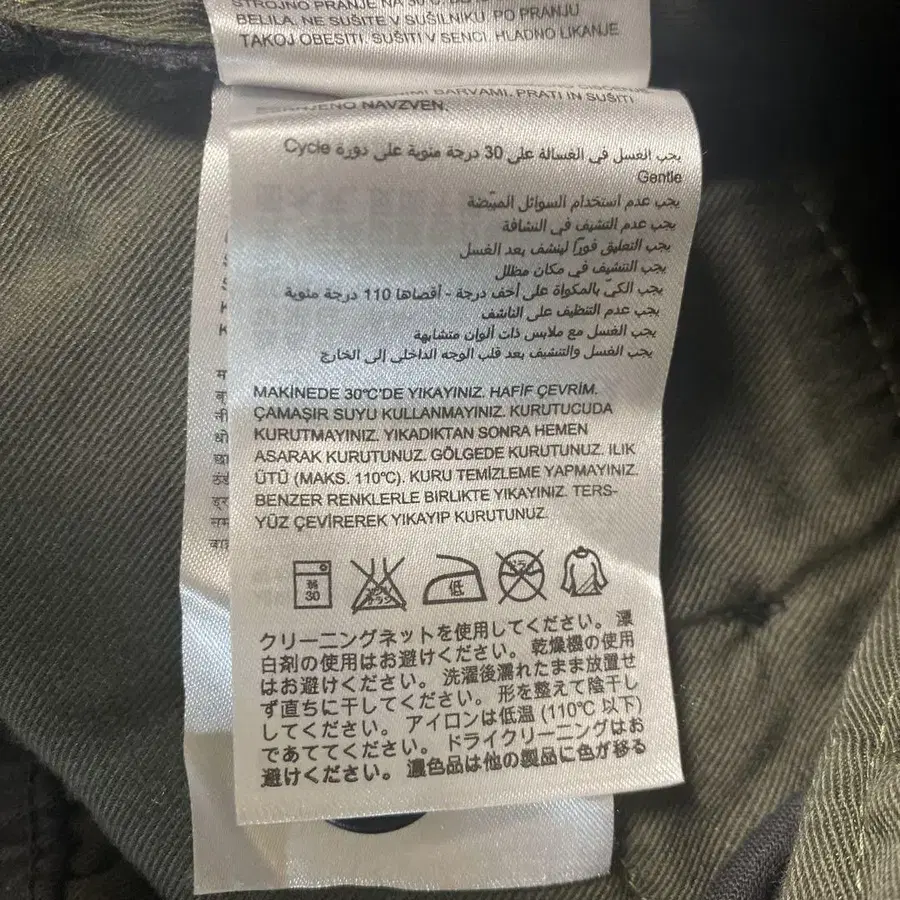 STROJNO PRANJE NA 30°C.
BELILA. NE SUŠITE V SUŠILNIKU. PO PRANJU
TAKOJ OBESITI. SUŠITI V SENCI. HLADNO LIKANJE
BARVAMI. PRATI IN SUŠITI
NAVZVEN.
يجب الغسل في الغسالة على 30 درجة مئوية على دورة Cycle
Gentle
يجب عدم استخدام السوائل المبيّضة
يجب عدم التنشيف في النشافة
يجب التعليق فورًا لينشف بعد الغسل
يجب التنشيف في مكان مظلل
يجب الكيّ بالمكواة على أخف درجة - أقصاها 110 درجة مئوية
يجب عدم التنظيف على الناشف
يجب الغسل مع ملابس ذات ألوان متشابهة
يجب الغسل والتنشيف بعد قلب الوجه الداخلي إلى الخارج
MAKİNEDE 30°C'DE YIKAYINIZ. HAFİF ÇEVRİM.
ÇAMAŞIR SUYU KULLANMAYINIZ. KURUTUCUDA
KURUTMAYINIZ. YIKADIKTAN SONRA HEMEN
ASARAK KURUTUNUZ. GÖLGEDE KURUTUNUZ. ILIK
ÜTÜ (MAKS. 110°C). KURU TEMİZLEME YAPMAYINIZ.
BENZER RENKLERLE BİRLİKTE YIKAYINIZ. TERS-
YÜZ ÇEVİREREK YIKAYIP KURUTUNUZ.
弱
30
低
ドライ
クリーニングネットを使用してください。 漂
白剤の使用はお避けください。 乾燥機の使用
はお避けください。 洗濯後濡れたまま放置せ
ず直ちに干してください。 形を整えて陰干し
してください。 アイロンは低温 (110°C 以下)
であててください。 ドライクリーニングはお
避けください。 濃色品は他の製品に色が移る